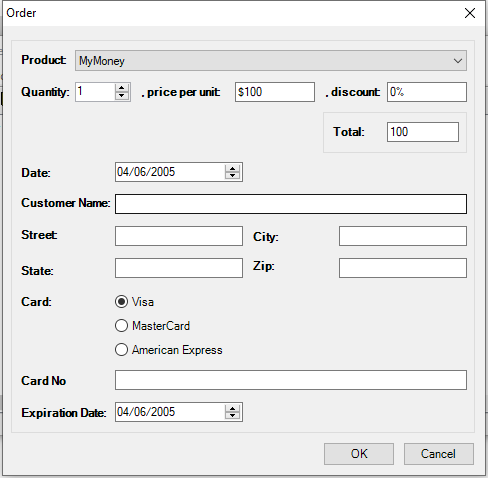 Order
Product: MyMoney
Quantity: 1 , price per unit: $100 , discount: 0%
Total: 100
Date: 04/06/2005
Customer Name:
Street: City:
State: Zip:
Card: Visa
MasterCard
American Express
Card No
Expiration Date: 04/06/2005
OK Cancel